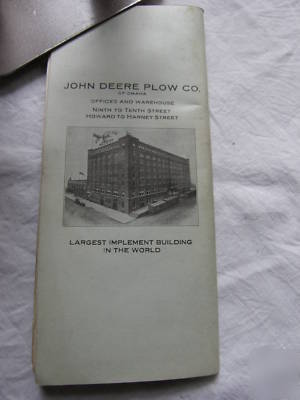 JOHN DEERE PLOW CO.
OF OMAHA
OFFICES AND WAREHOUSE
NINTH TO TENTH STREET
HOWARD TO HARNEY STREET
LARGEST IMPLEMENT BUILDING
IN THE WORLD